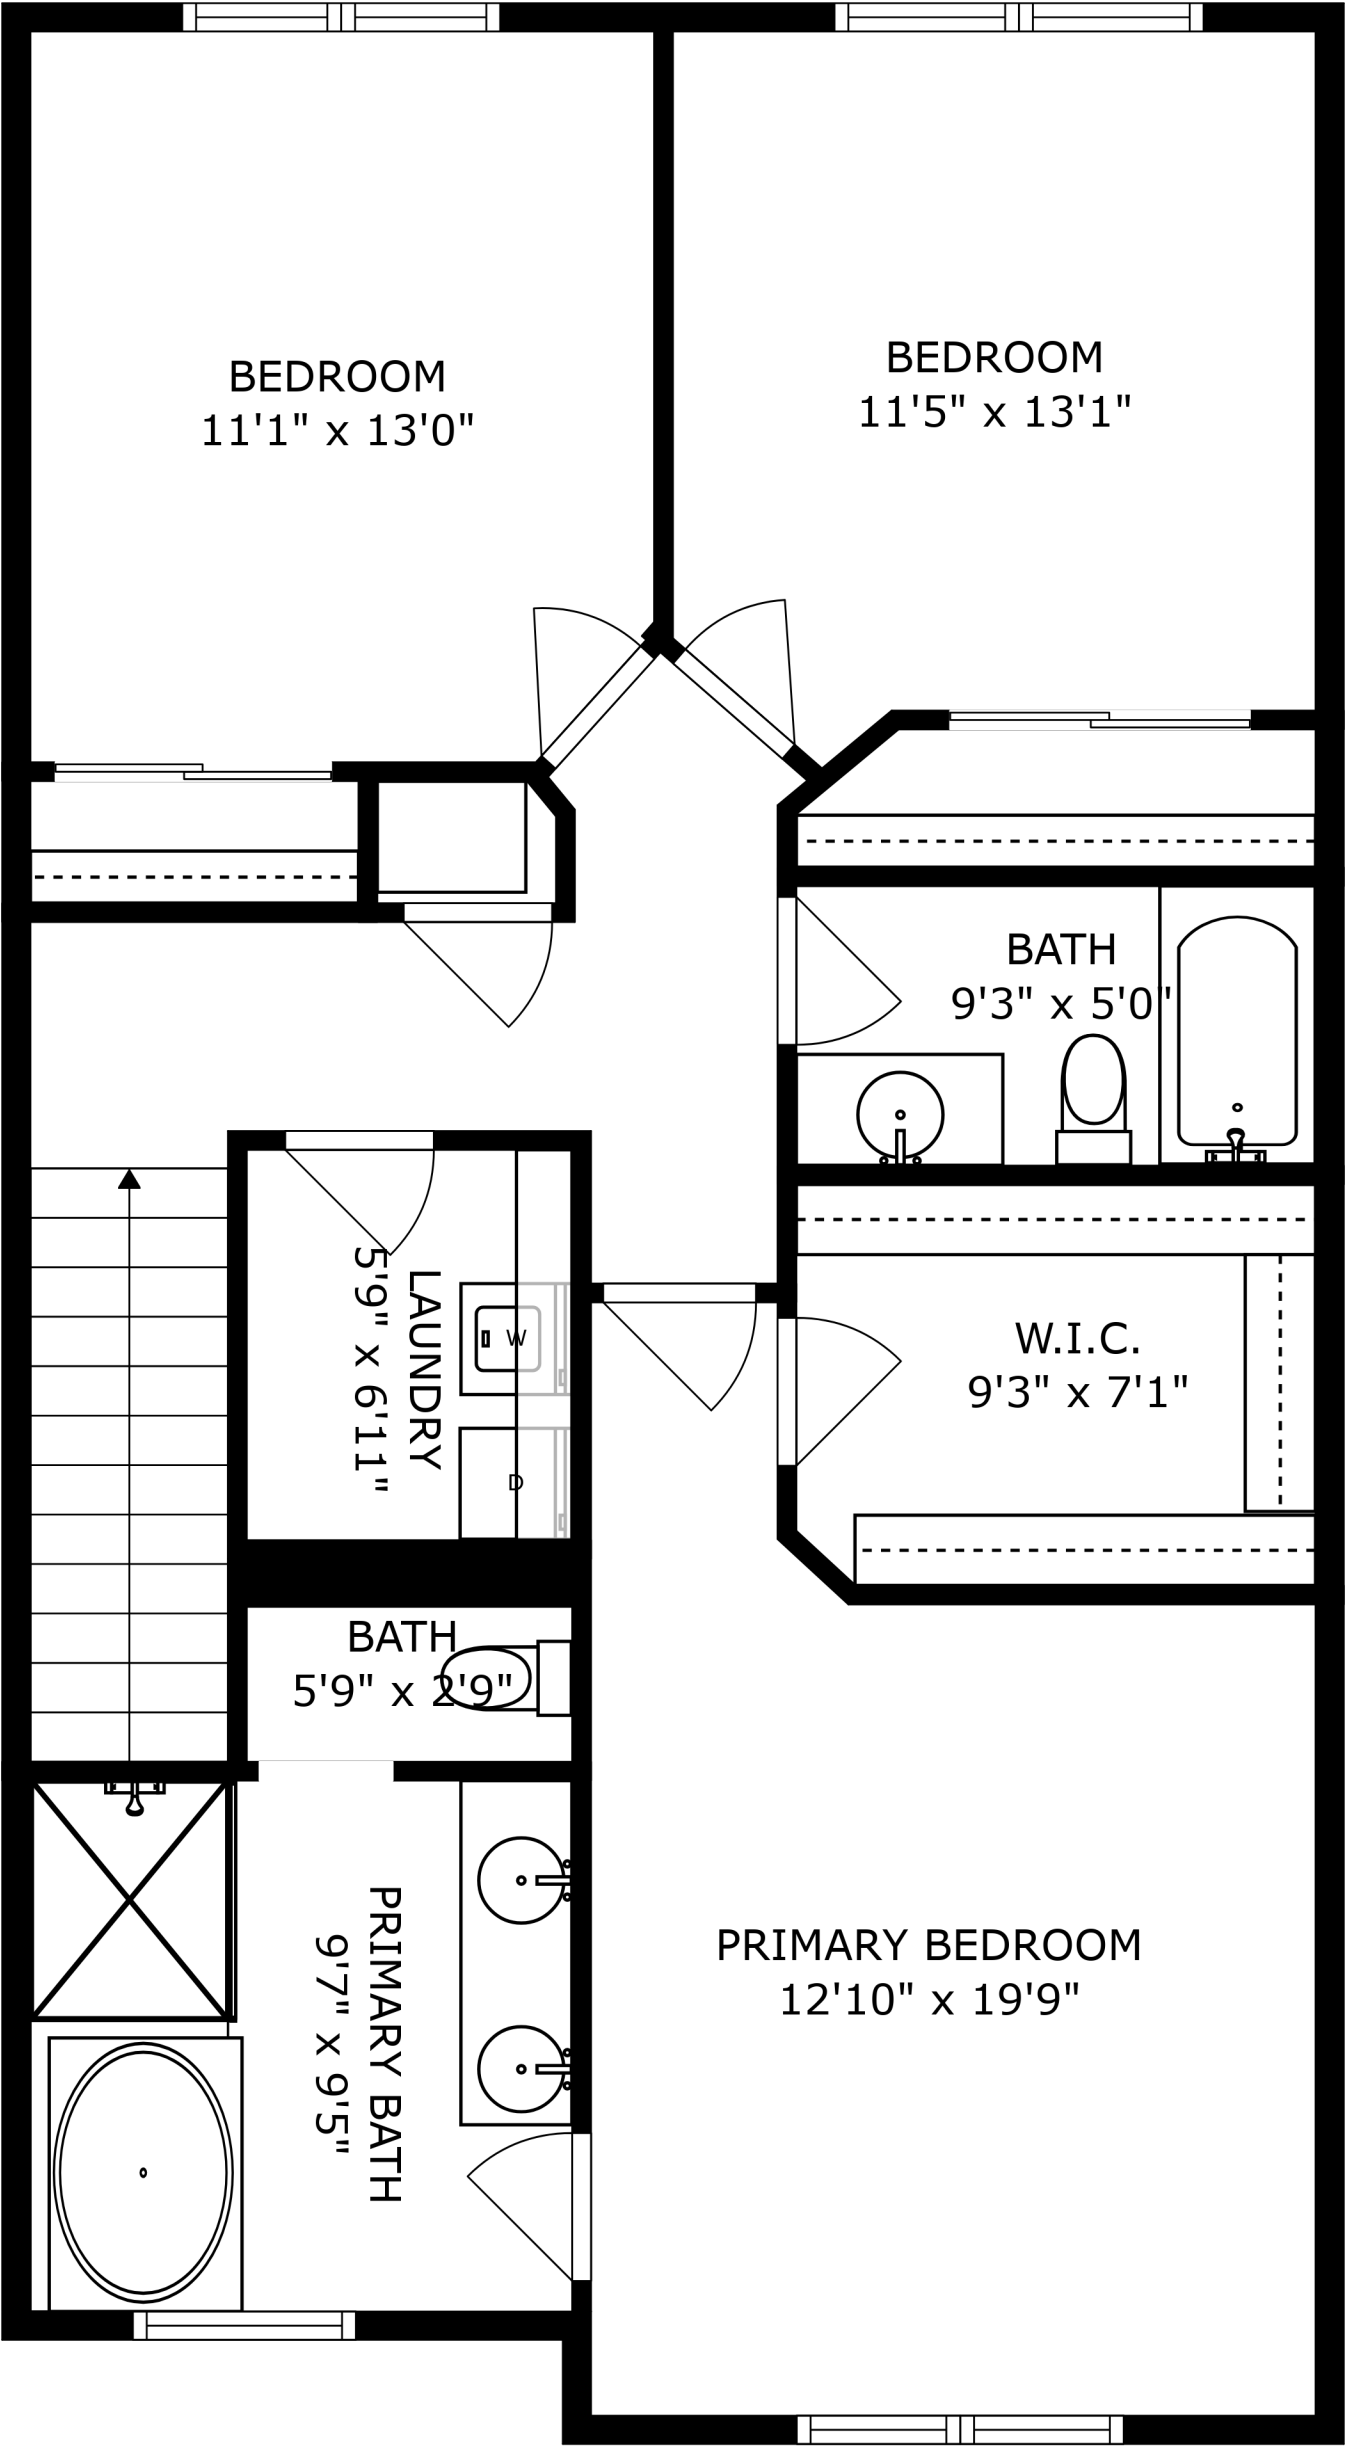 BEDROOM
11'1" x 13'0"
BEDROOM
11'5" x 13'1"
BATH
9'3" x 5'0"
LAUNDRY
5'9" x 6'11"
W
D
W.I.C.
9'3" x 7'1"
BATH
5'9" x 2'9"
PRIMARY BATH
9'7" x 9'5"
PRIMARY BEDROOM
12'10" x 19'9"